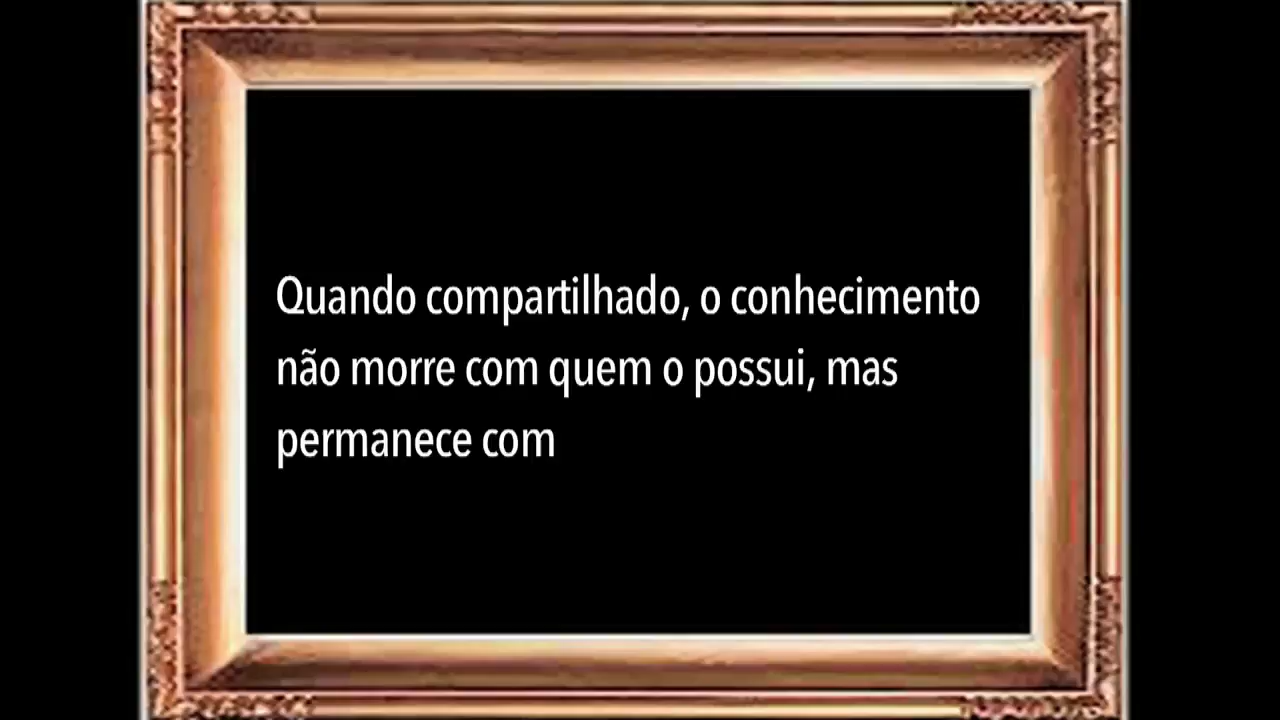 Quando compartilhado, o conhecimento
não morre com quem o possui, mas
permanece com